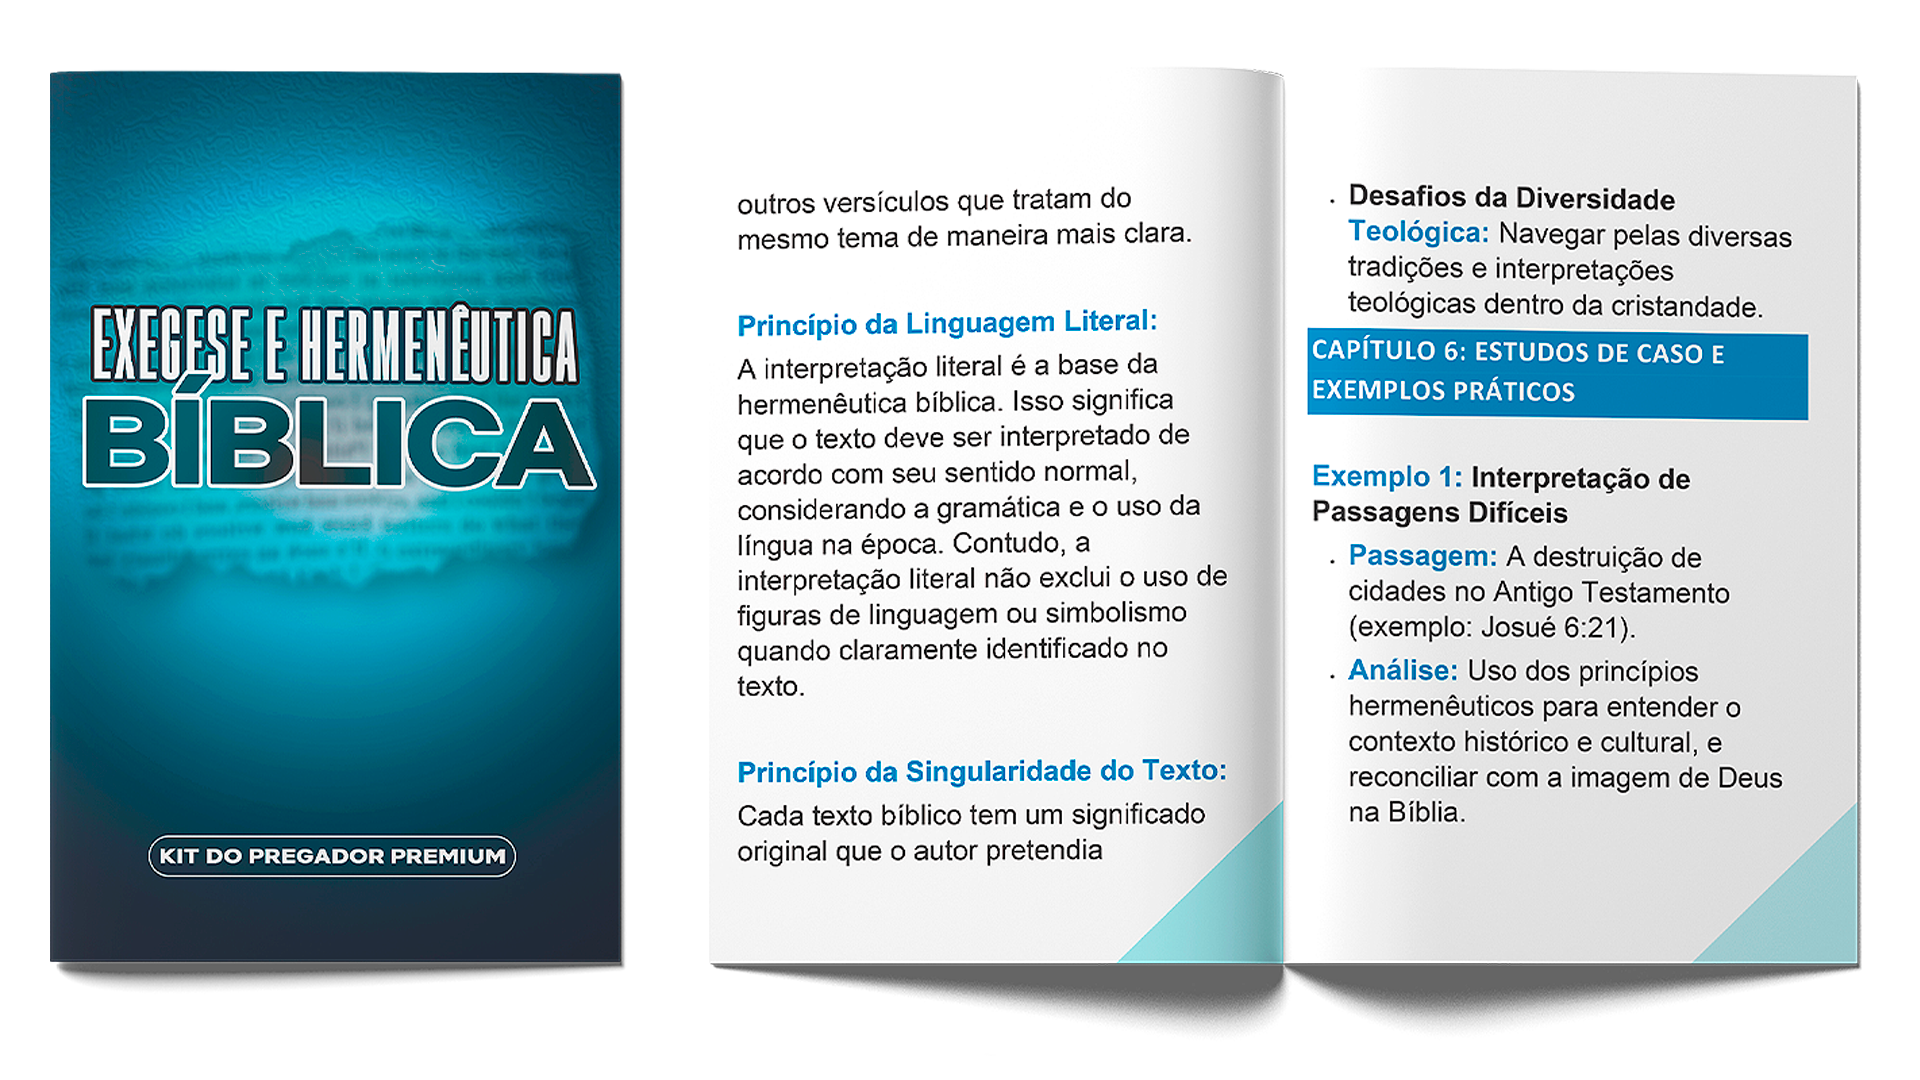 EXEGESE E HERMENÊUTICA
BÍBLICA
KIT DO PREGADOR PREMIUM
outros versículos que tratam do
mesmo tema de maneira mais clara.
Princípio da Linguagem Literal:
A interpretação literal é a base da
hermenêutica bíblica. Isso significa
que o texto deve ser interpretado de
acordo com seu sentido normal,
considerando a gramática e o uso da
língua na época. Contudo, a
interpretação literal não exclui o uso de
figuras de linguagem ou simbolismo
quando claramente identificado no
texto.
Princípio da Singularidade do Texto:
Cada texto bíblico tem um significado
original que o autor pretendia
. Desafios da Diversidade
Teológica: Navegar pelas diversas
tradições e interpretações
teológicas dentro da cristandade.
CAPÍTULO 6: ESTUDOS DE CASO E
EXEMPLOS PRÁTICOS
Exemplo 1: Interpretação de
Passagens Difíceis
. Passagem: A destruição de
cidades no Antigo Testamento
(exemplo: Josué 6:21).
. Análise: Uso dos princípios
hermenêuticos para entender o
contexto histórico e cultural, e
reconciliar com a imagem de Deus
na Bíblia.